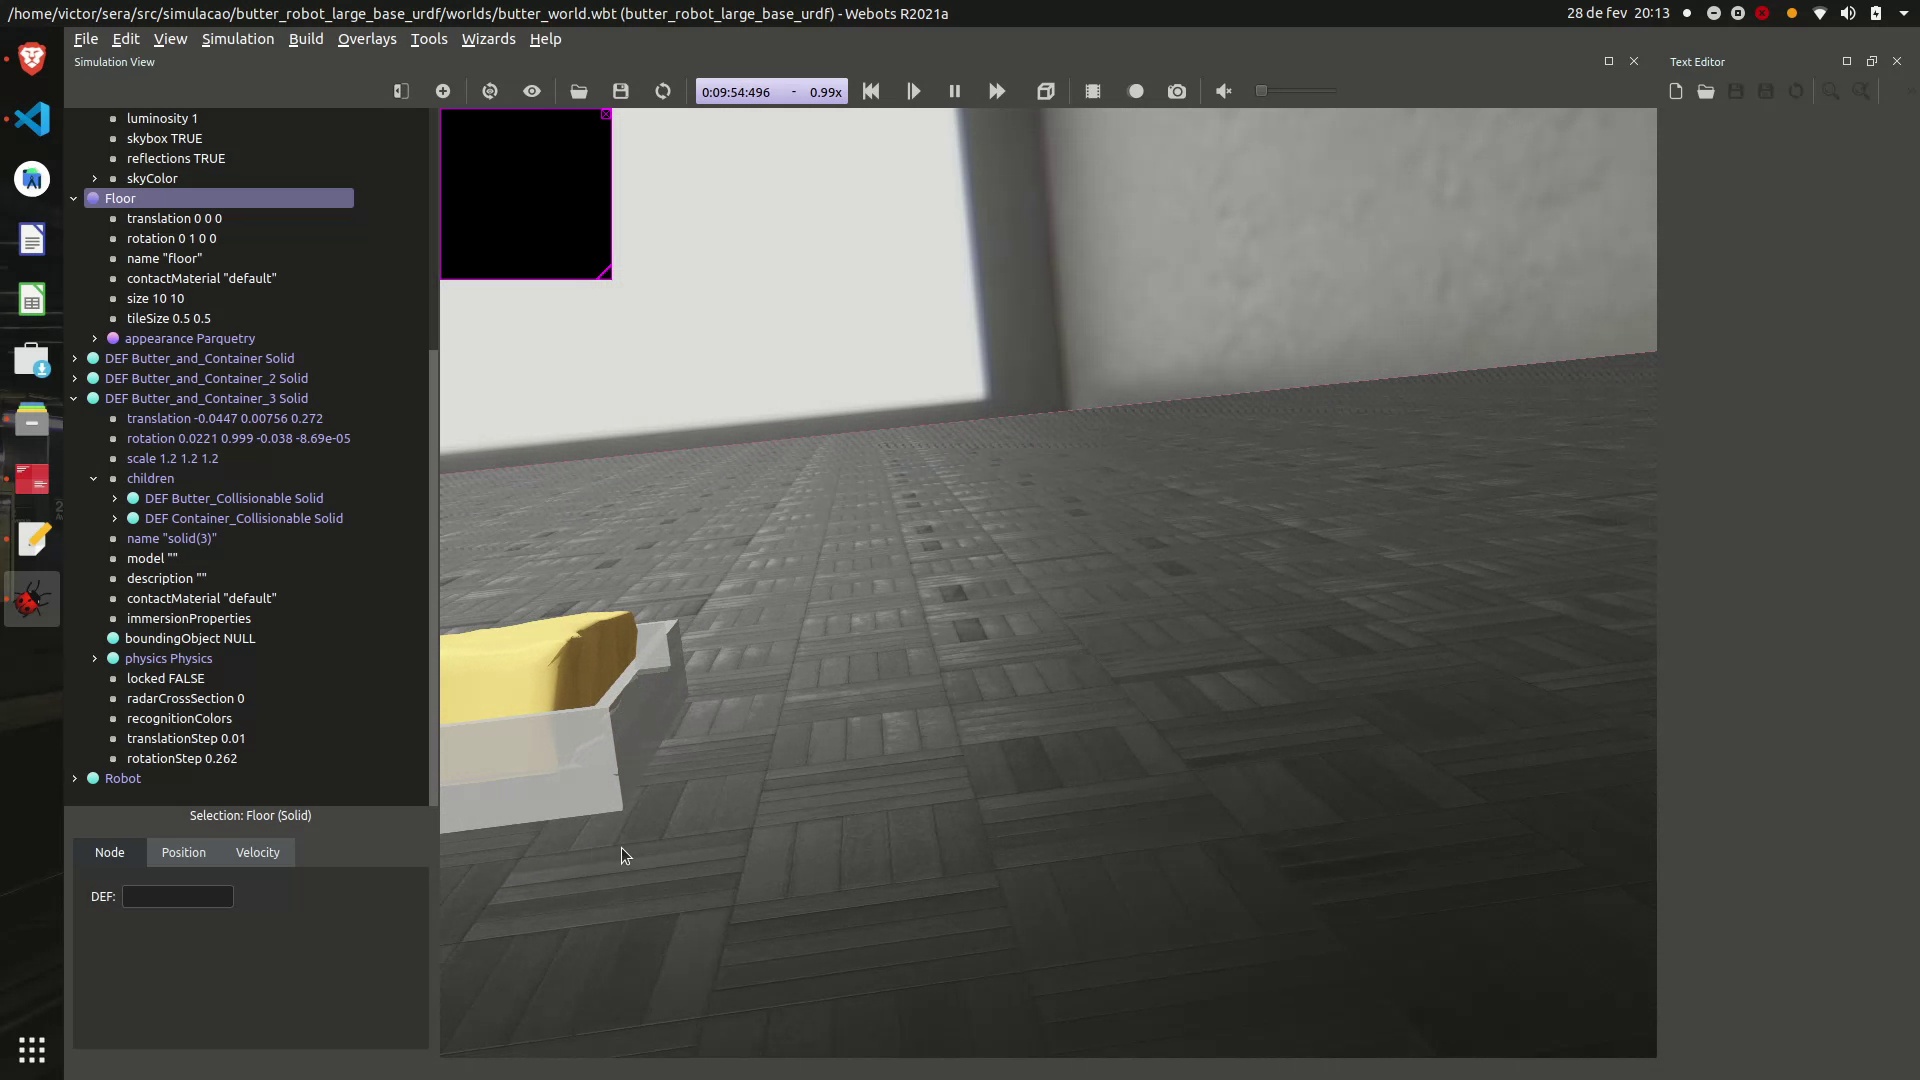 /home/victor/sera/src/simulacao/butter_robot_large_base_urdf/worlds/butter_world.wbt (butter_robot_large_base_urdf) - Webots R2021a
28 de fev 20:13
File Edit View Simulation Build Overlays Tools Wizards Help
Simulation View
Text Editor
0:09:54:496 - 0.99x
luminosity 1
skybox TRUE
reflections TRUE
skyColor
Floor
translation 0 0 0
rotation 0 1 0 0
name "floor"
contactMaterial "default"
size 10 10
tileSize 0.5 0.5
appearance Parquetry
DEF Butter_and_Container Solid
DEF Butter_and_Container_2 Solid
DEF Butter_and_Container_3 Solid
translation -0.0447 0.00756 0.272
rotation 0.0221 0.999 -0.038 -8.69e-05
scale 1.2 1.2 1.2
children
DEF Butter_Collisionable Solid
DEF Container_Collisionable Solid
name "solid(3)"
model ""
description ""
contactMaterial "default"
immersionProperties
boundingObject NULL
physics Physics
locked FALSE
radarCrossSection 0
recognitionColors
translationStep 0.01
rotationStep 0.262
Robot
Selection: Floor (Solid)
Node Position Velocity
DEF: